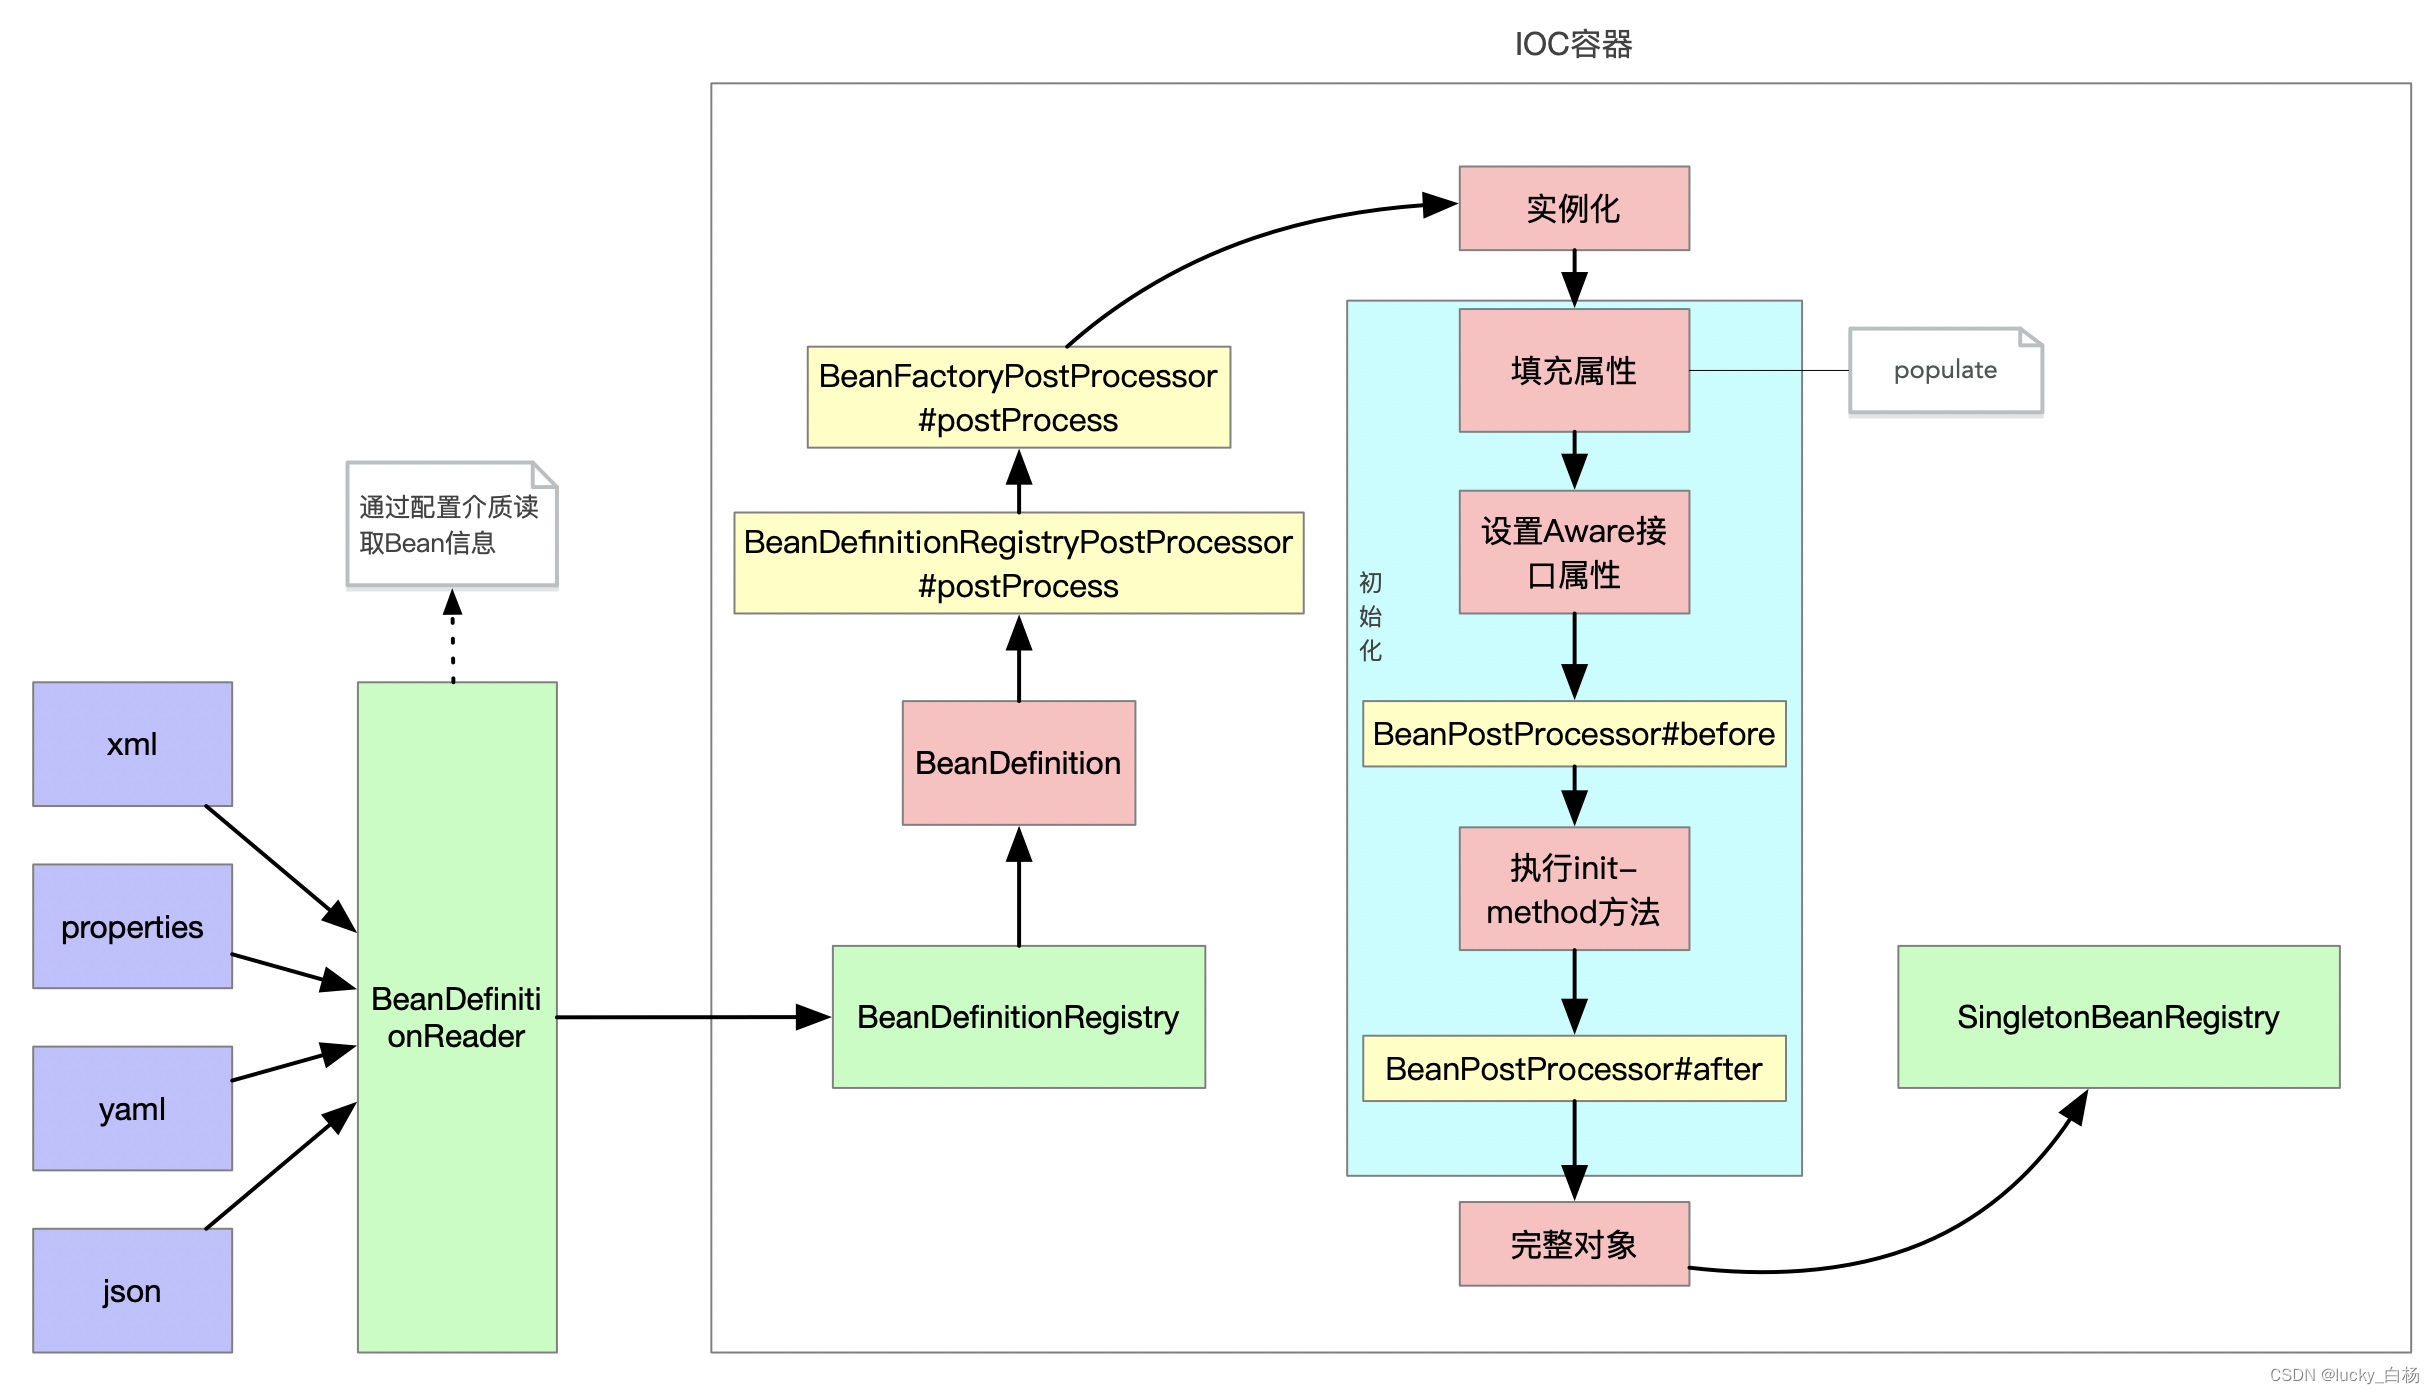 IOC容器
实例化
填充属性
populate
设置Aware接
口属性
初
始
化
BeanPostProcessor#before
执行init-
method方法
BeanPostProcessor#after
完整对象
SingletonBeanRegistry
BeanFactoryPostProcessor
#postProcess
BeanDefinitionRegistryPostProcessor
#postProcess
BeanDefinition
BeanDefinitionRegistry
通过配置介质读
取Bean信息
BeanDefiniti
onReader
xml
properties
yaml
json
CSDN @lucky_白杨